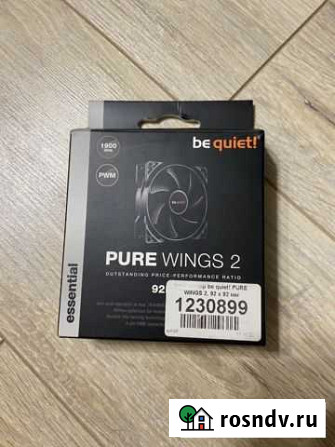 be quiet!
1900
RPM
PWM
essential
PURE WINGS 2
OUTSTANDING PRICE-PERFORMANCE RATIO
92
be quiet! PURE
WINGS 2, 92 x 92 мм
1230899
rosndv.ru